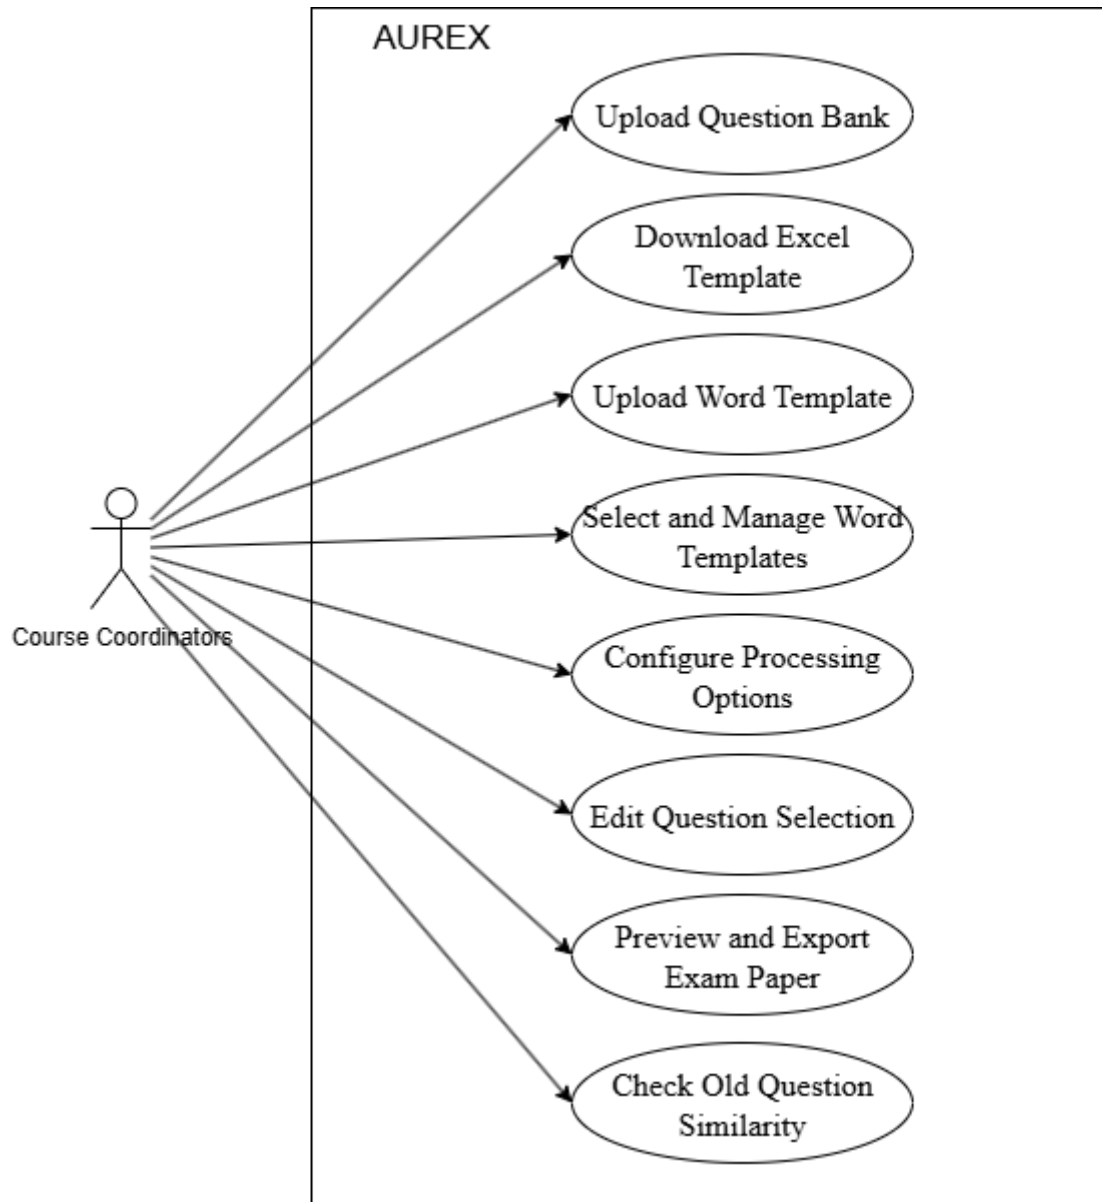 AUREX
Upload Question Bank
Download Excel
Template
Upload Word Template
Select and Manage Word
Templates
Course Coordinators
Configure Processing
Options
Edit Question Selection
Preview and Export
Exam Paper
Check Old Question
Similarity